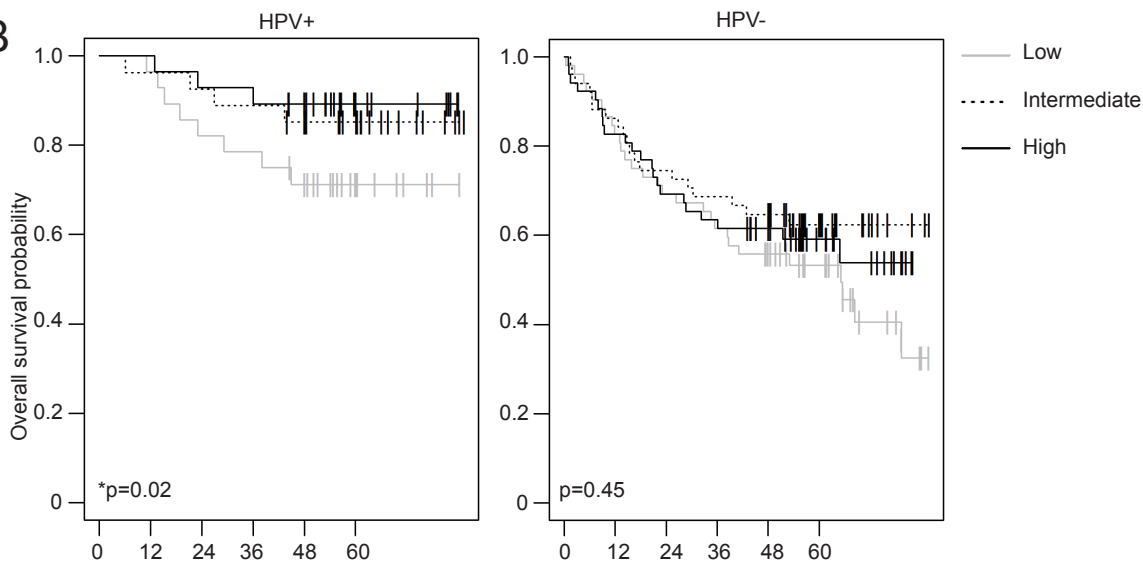 B
HPV+
HPV-
Low
Intermediate
High
Overall survival probability
1.0
0.8
0.6
0.4
0.2
0
*p=0.02
0 12 24 36 48 60
1.0
0.8
0.6
0.4
0.2
0
p=0.45
0 12 24 36 48 60